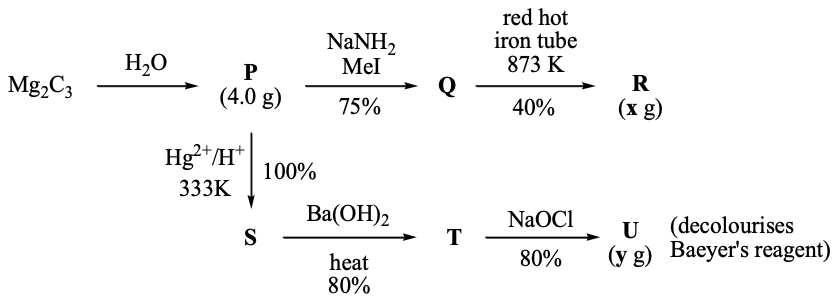 Mg₂C₃
H₂O
P
(4.0 g)
NaNH₂
MeI
75%
Q
red hot
iron tube
873 K
40%
R
(x g)
Hg²⁺/H⁺
333K
100%
S
Ba(OH)₂
heat
80%
T
NaOCl
80%
U
(y g)
(decolourises
Baeyer's reagent)